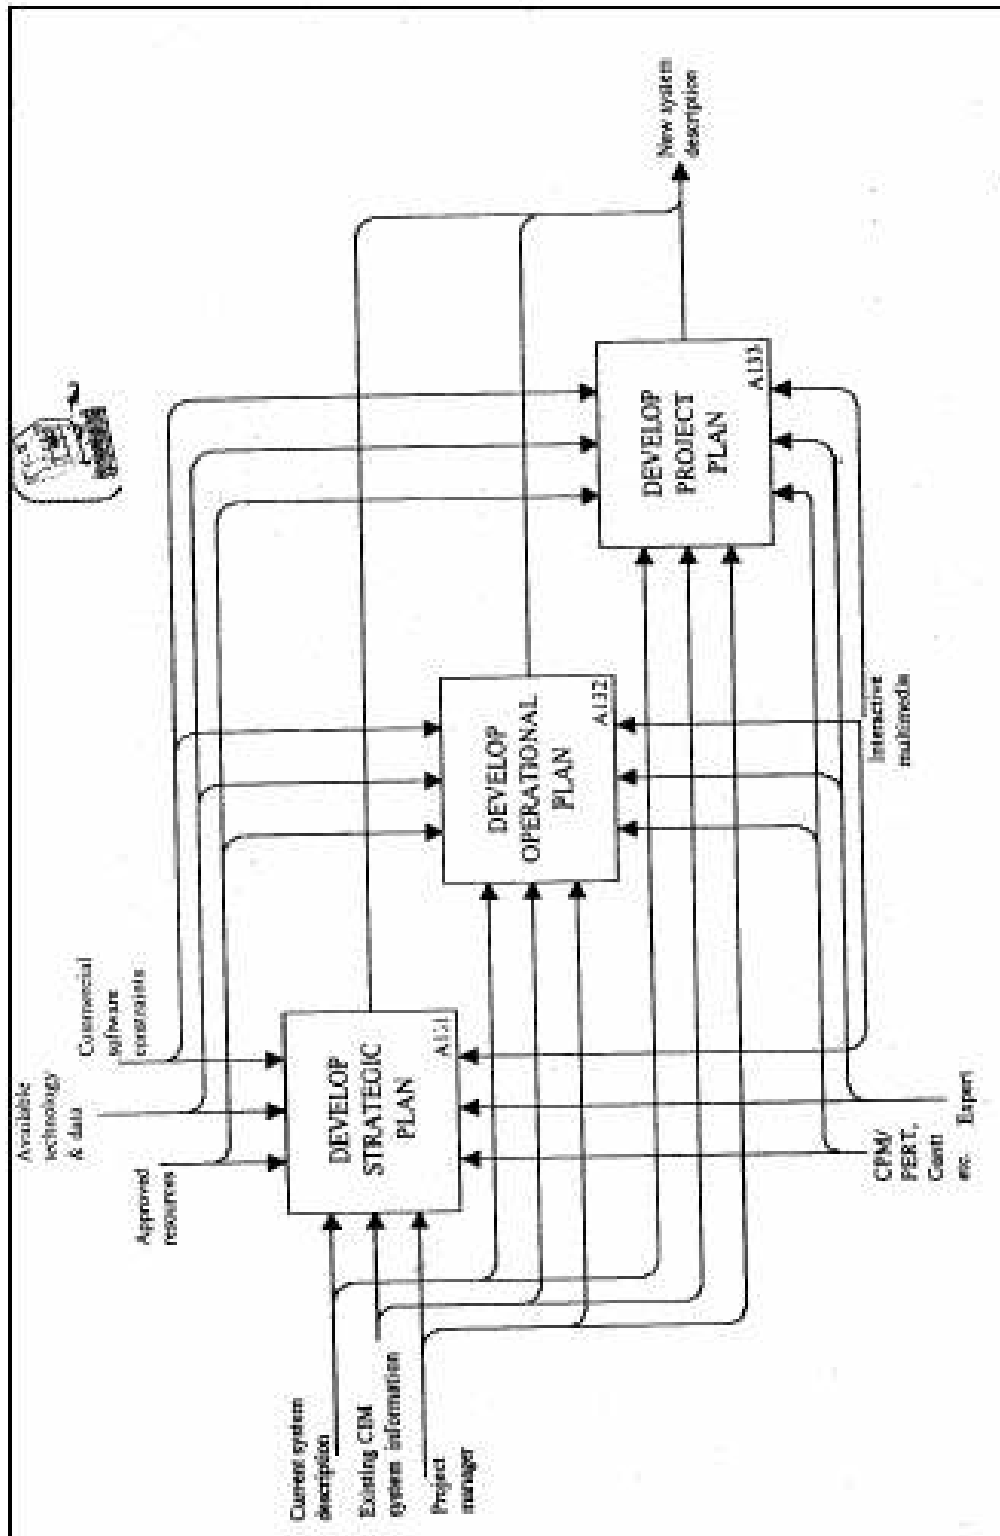 Approved
resources
Available
technology
& data
Commercial
software
constraints
Current system
description
Existing CIM
system information
Project
manager
DEVELOP
STRATEGIC
PLAN
A131
DEVELOP
OPERATIONAL
PLAN
A132
DEVELOP
PROJECT
PLAN
A133
New system
description
CPM/
PERT,
Gantt
etc.
Expert
Interactive
multimedia